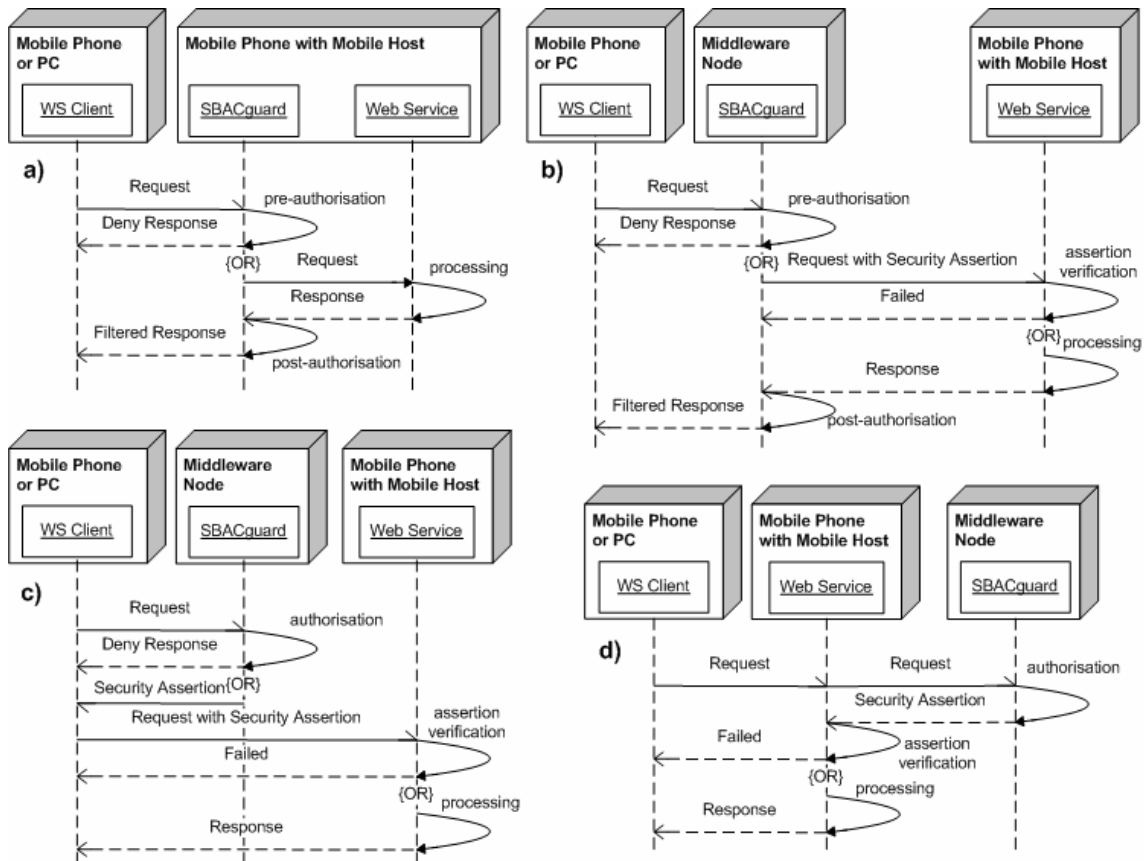 Mobile Phone
or PC
WS Client
Mobile Phone with Mobile Host
SBACguard
Web Service
a)
Request
pre-authorisation
Deny Response
{OR}
Request
processing
Response
Filtered Response
post-authorisation
Mobile Phone
or PC
WS Client
Middleware
Node
SBACguard
Mobile Phone
with Mobile Host
Web Service
b)
Request
pre-authorisation
Deny Response
{OR}
Request with Security Assertion
assertion
verification
Failed
{OR}
processing
Response
Filtered Response
post-authorisation
Mobile Phone
or PC
WS Client
Middleware
Node
SBACguard
Mobile Phone
with Mobile Host
Web Service
c)
Request
authorisation
Deny Response
{OR}
Security Assertion
Request with Security Assertion
assertion
verification
Failed
{OR}
processing
Response
Mobile Phone
or PC
WS Client
Mobile Phone
with Mobile Host
Web Service
Middleware
Node
SBACguard
d)
Request
Request
authorisation
Security Assertion
Failed
assertion
verification
{OR}
processing
Response